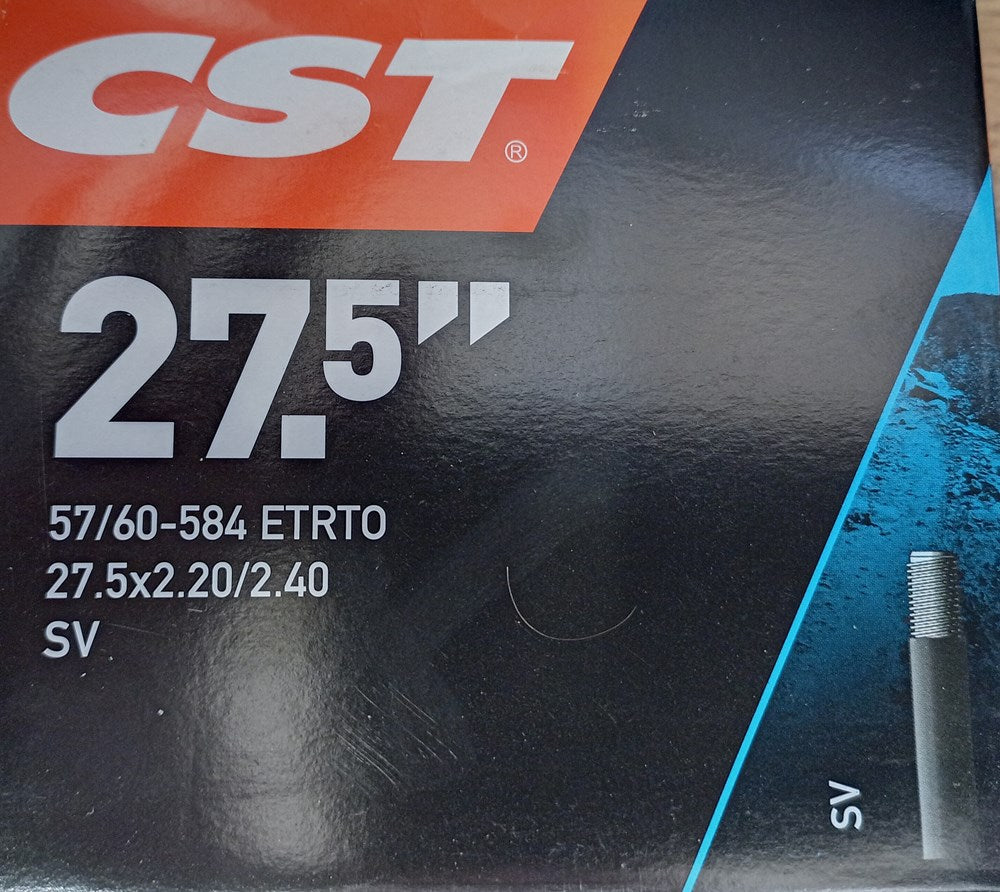 CST®
27.5"
57/60-584 ETRTO
27.5x2.20/2.40
SV
SV